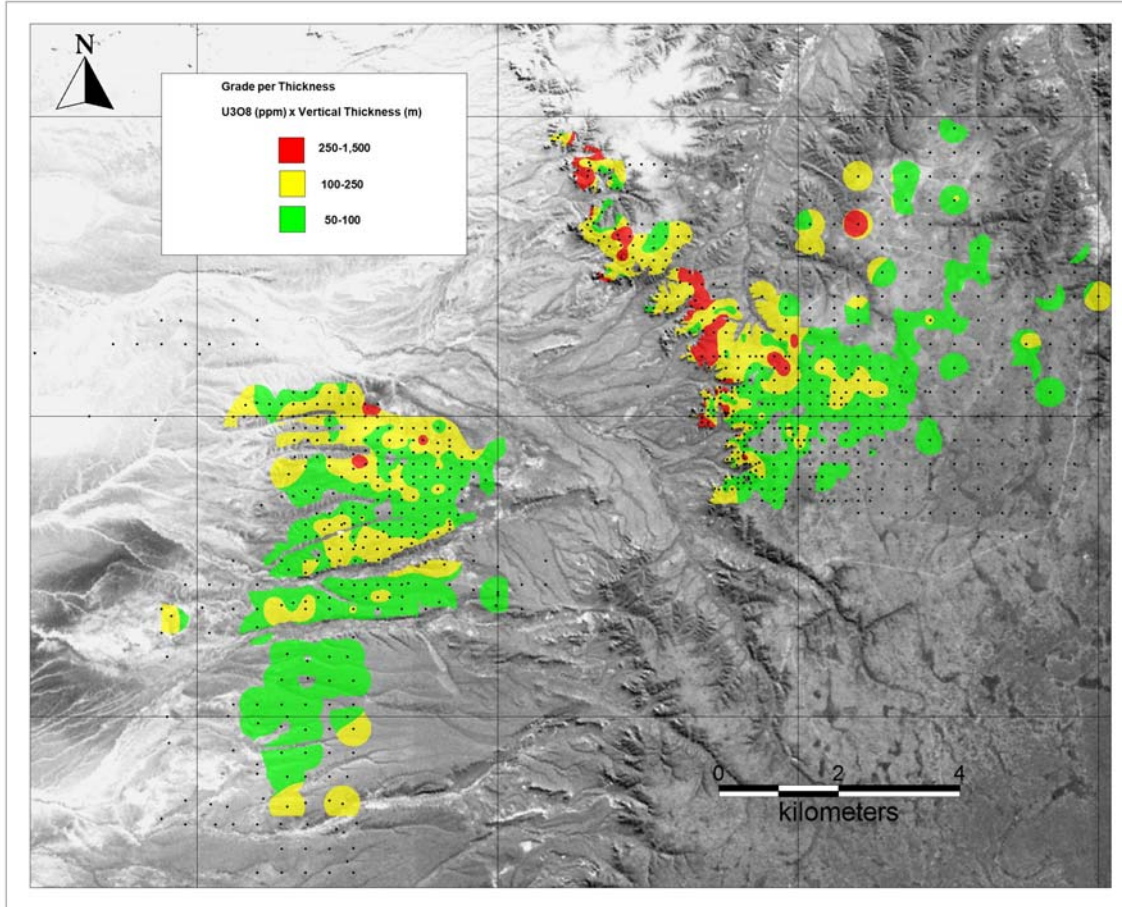 N
Grade per Thickness
U3O8 (ppm) x Vertical Thickness (m)
250-1,500
100-250
50-100
0 2 4
kilometers